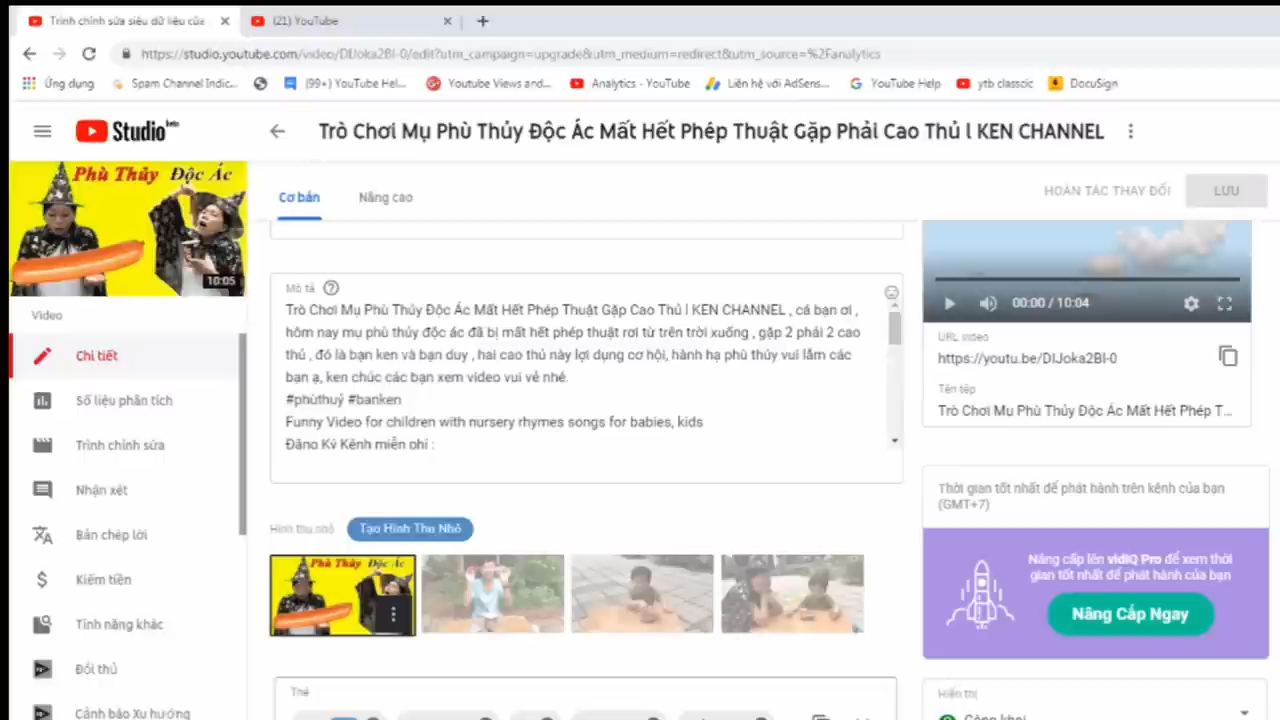 Trình chỉnh sửa siêu dữ liệu của
(21) YouTube
https://studio.youtube.com/video/DIJoka2BI-0/edit?utm_campaign=upgrade&utm_medium=redirect&utm_source=%2Fanalytics
Ứng dụng
Spam Channel Indic...
(99+) YouTube Hel...
Youtube Views and...
Analytics - YouTube
Liên hệ với AdSens...
YouTube Help
ytb classic
DocuSign
Studio beta
Trò Chơi Mụ Phù Thủy Độc Ác Mất Hết Phép Thuật Gặp Phải Cao Thủ l KEN CHANNEL
Phù Thủy Độc Ác
10:05
Cơ bản
Nâng cao
HOÀN TÁC THAY ĐỔI
LƯU
Video
Chi tiết
Số liệu phân tích
Trình chỉnh sửa
Nhận xét
Bản chép lời
Kiếm tiền
Tính năng khác
Đối thủ
Cảnh báo Xu hướng
Mô tả
Trò Chơi Mụ Phù Thủy Độc Ác Mất Hết Phép Thuật Gặp Cao Thủ l KEN CHANNEL , cá bạn ơi ,
hôm nay mụ phù thủy độc ác đã bị mất hết phép thuật rơi từ trên trời xuống , gặp 2 phải 2 cao
thủ , đó là bạn ken và bạn duy , hai cao thủ này lợi dụng cơ hội, hành hạ phù thủy vui lắm các
bạn ạ, ken chúc các bạn xem video vui vẻ nhé.
#phùthuỷ #banken
Funny Video for children with nursery rhymes songs for babies, kids
Đăng Ký Kênh miễn phí :
Hình thu nhỏ
Tạo Hình Thu Nhỏ
Phù Thủy Độc Ác
Thẻ
00:00 / 10:04
URL video
https://youtu.be/DIJoka2BI-0
Tên tệp
Trò Chơi Mụ Phù Thủy Độc Ác Mất Hết Phép T...
Thời gian tốt nhất để phát hành trên kênh của bạn
(GMT+7)
Nâng cấp lên vidIQ Pro để xem thời
gian tốt nhất để phát hành của bạn
Nâng Cấp Ngay
Hiển thị
Công khai